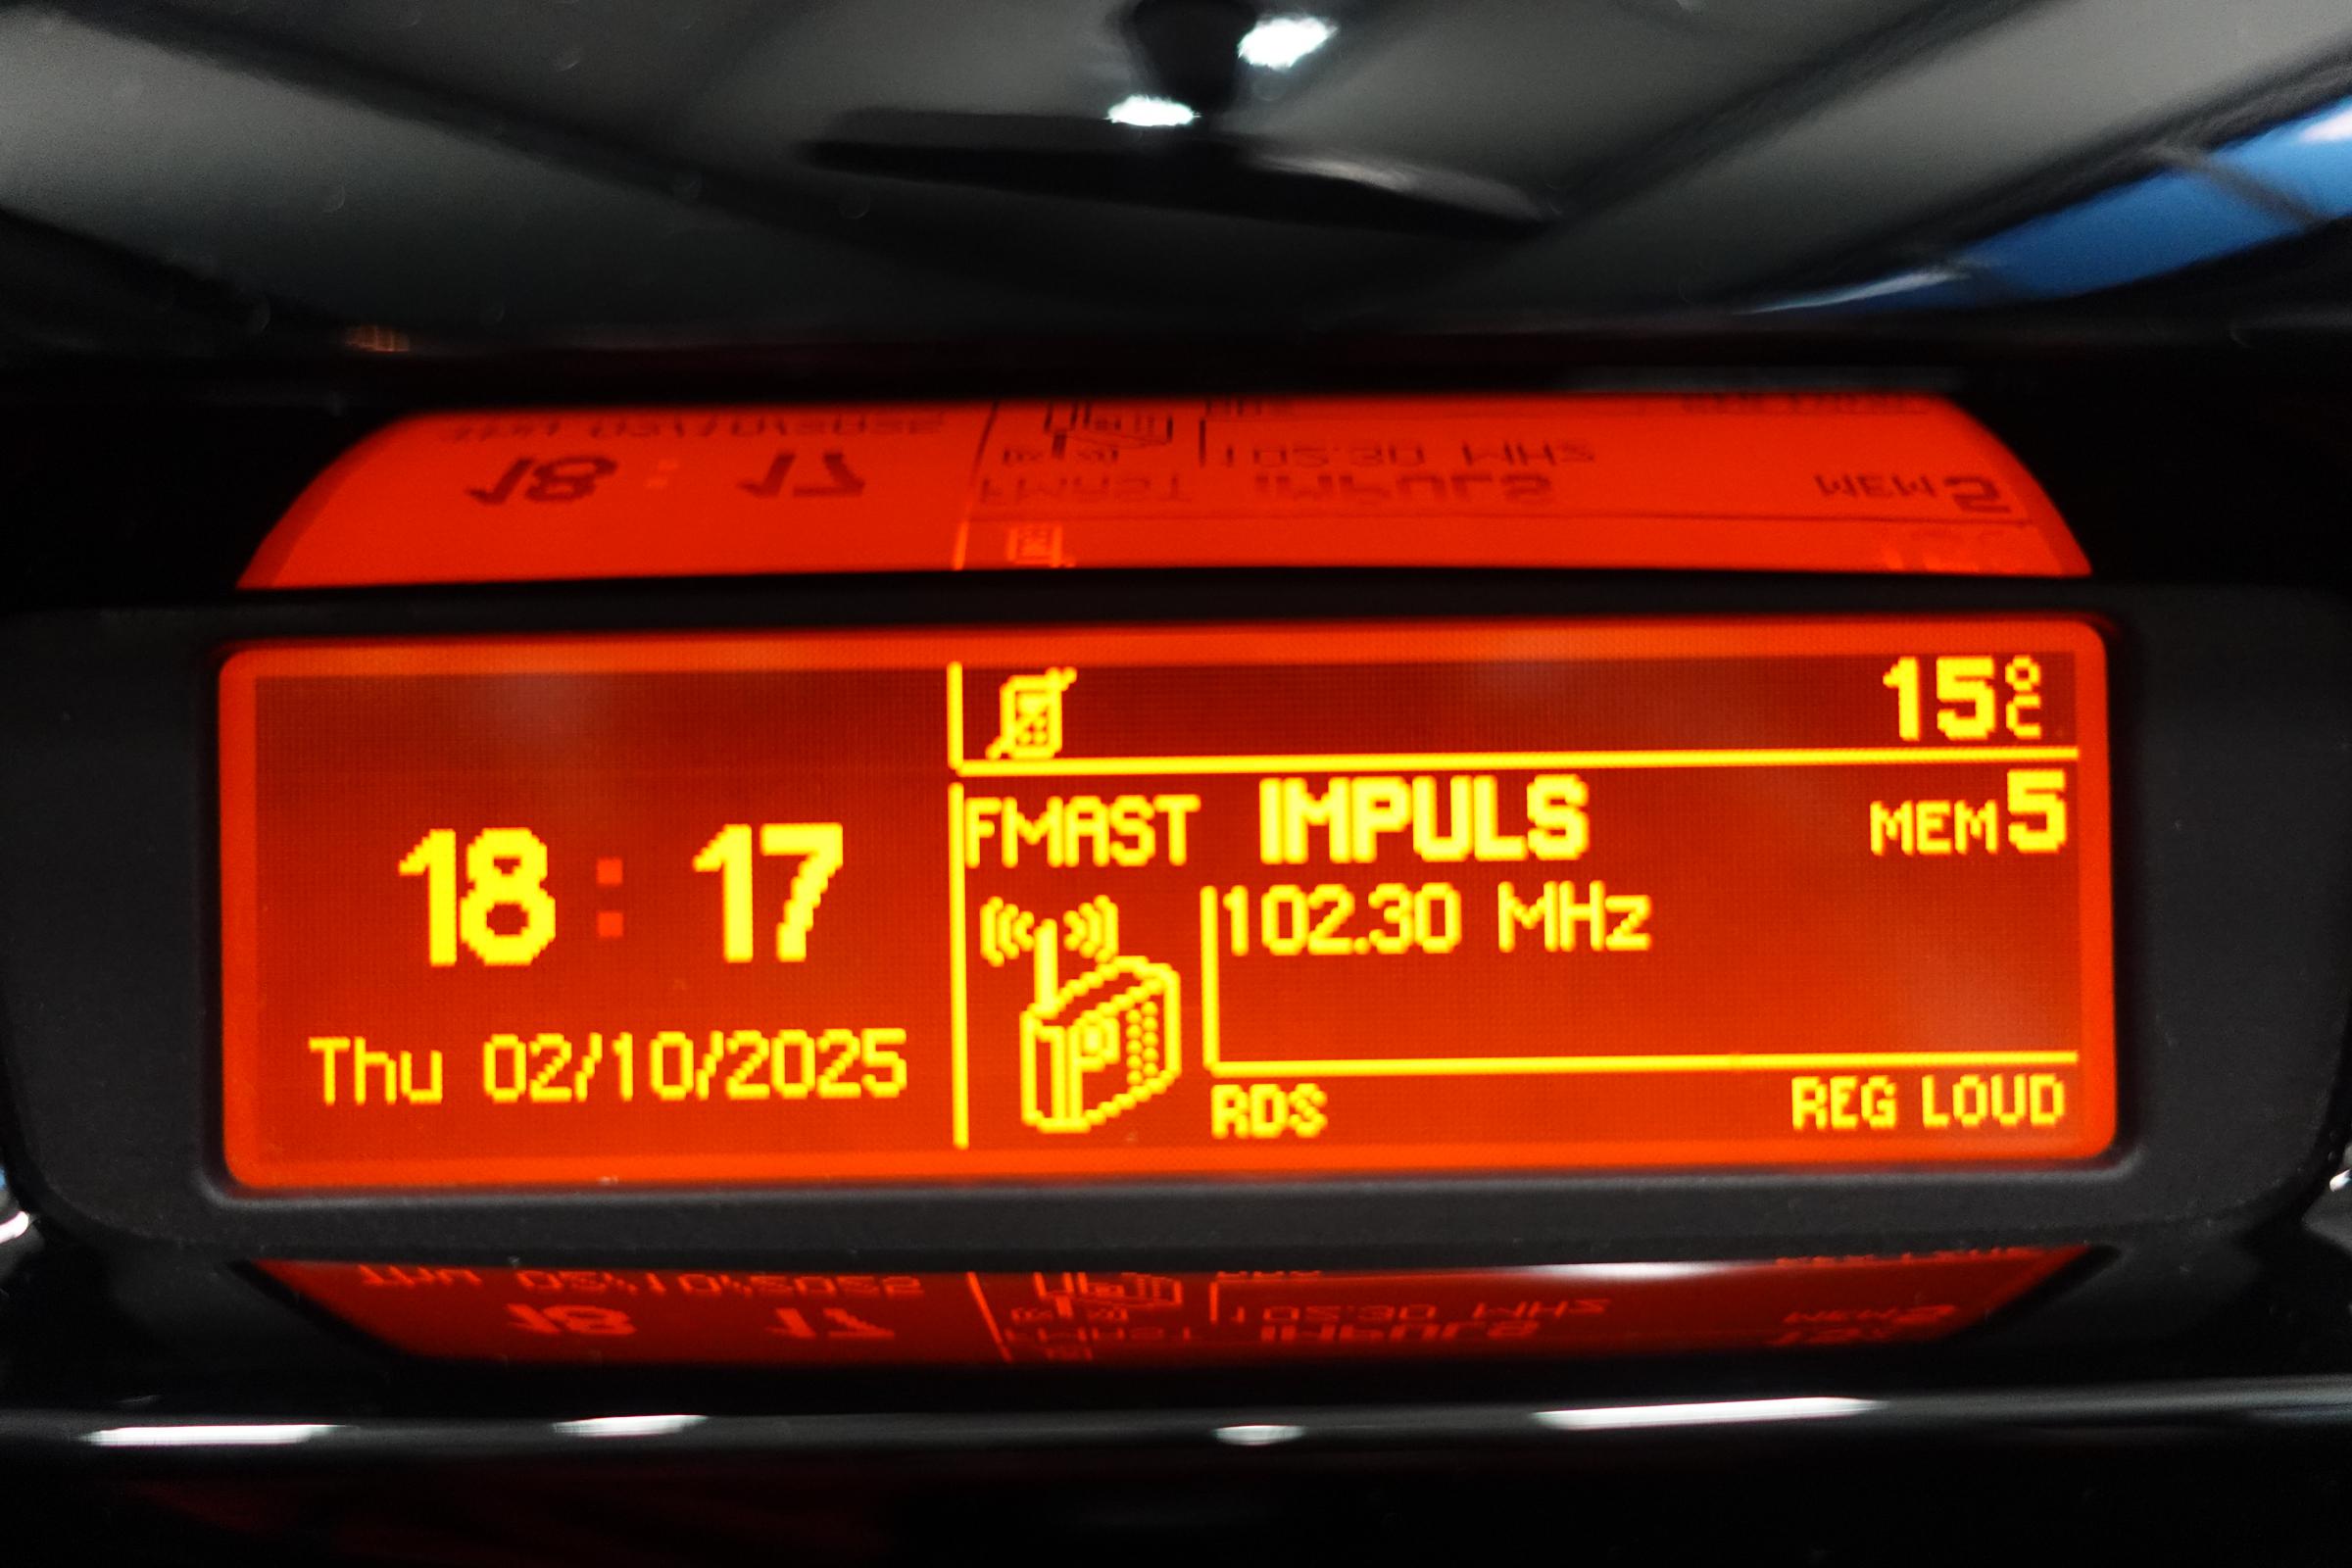 15°C
18:17
Thu 02/10/2025
FMAST IMPULS MEM 5
102.30 MHz
RDS REG LOUD